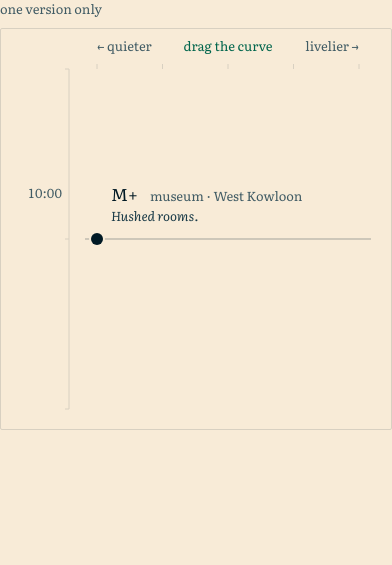 one version only
← quieter drag the curve livelier →
10:00 M+ museum · West Kowloon
Hushed rooms.